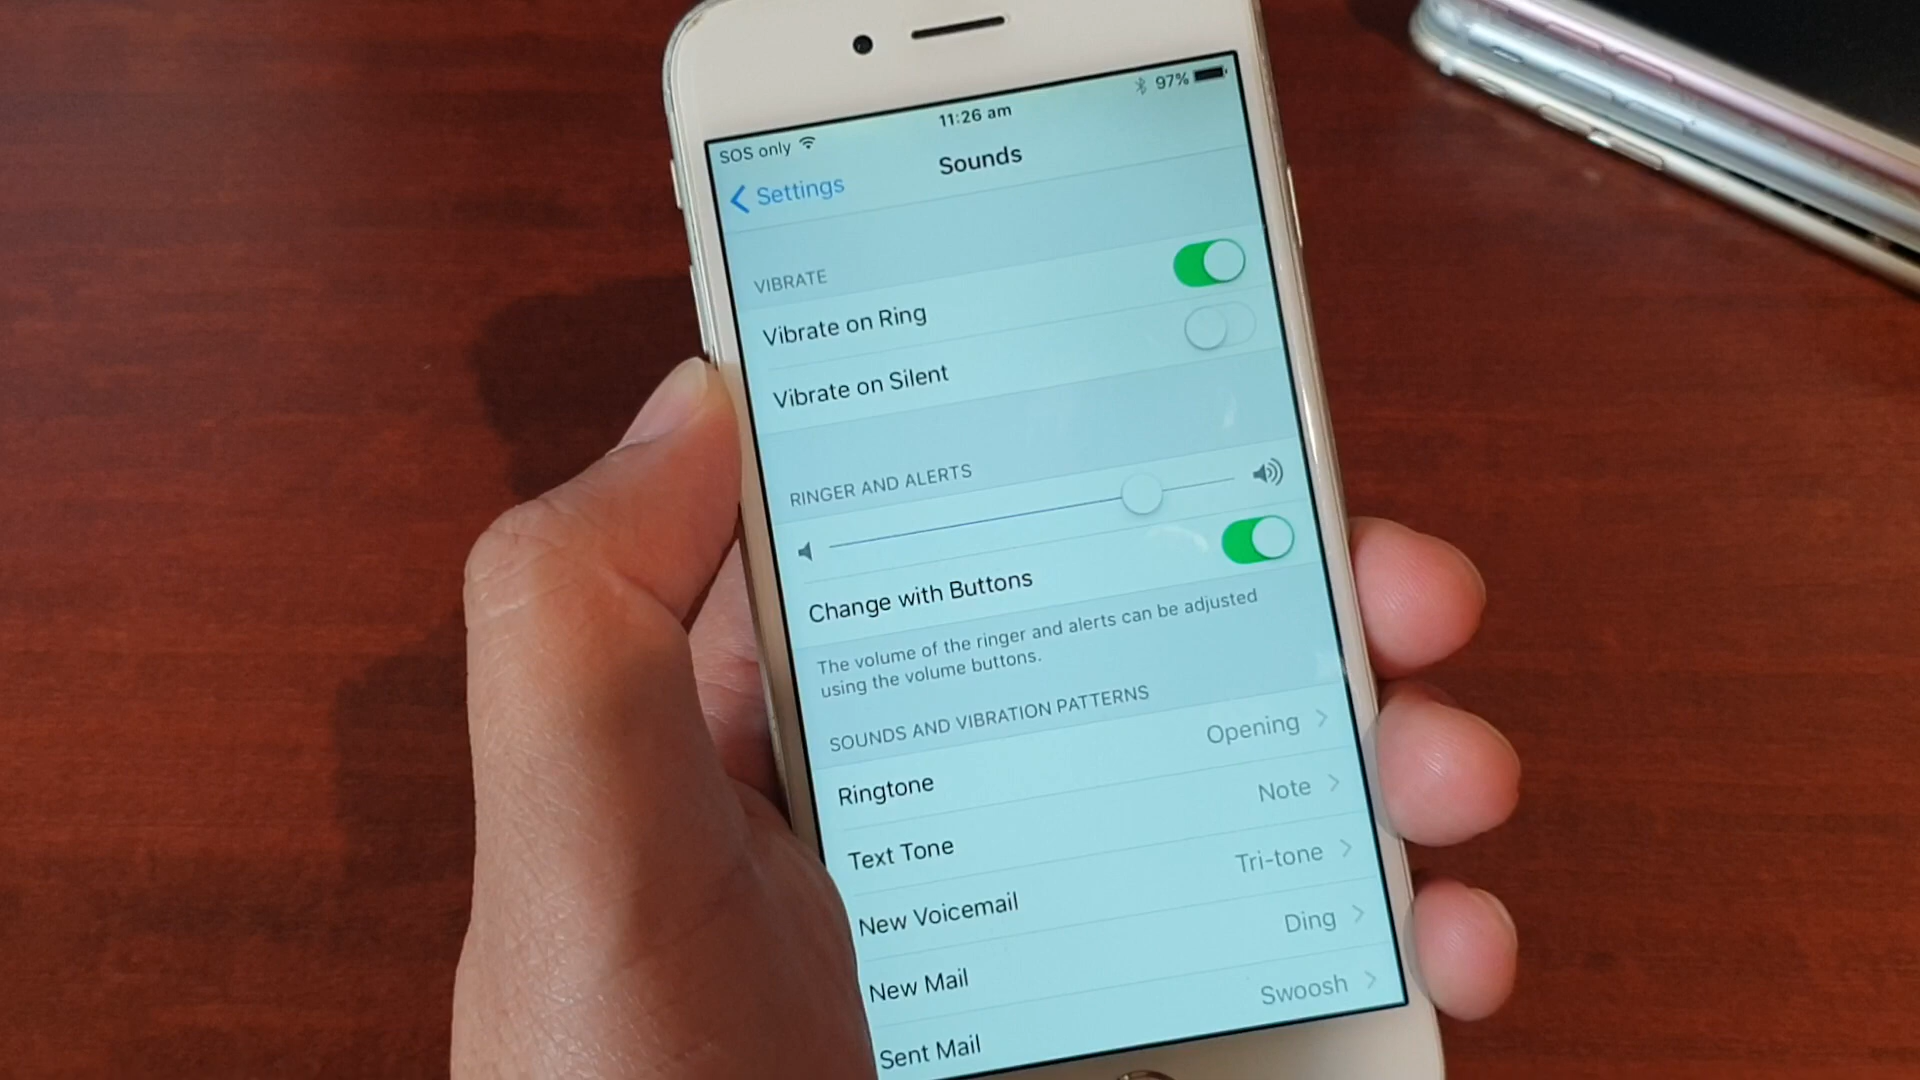 SOS only 11:26 am 97%
Settings Sounds
VIBRATE
Vibrate on Ring
Vibrate on Silent
RINGER AND ALERTS
Change with Buttons
The volume of the ringer and alerts can be adjusted
using the volume buttons.
SOUNDS AND VIBRATION PATTERNS
Ringtone Opening
Text Tone Note
New Voicemail Tri-tone
New Mail Ding
Sent Mail Swoosh